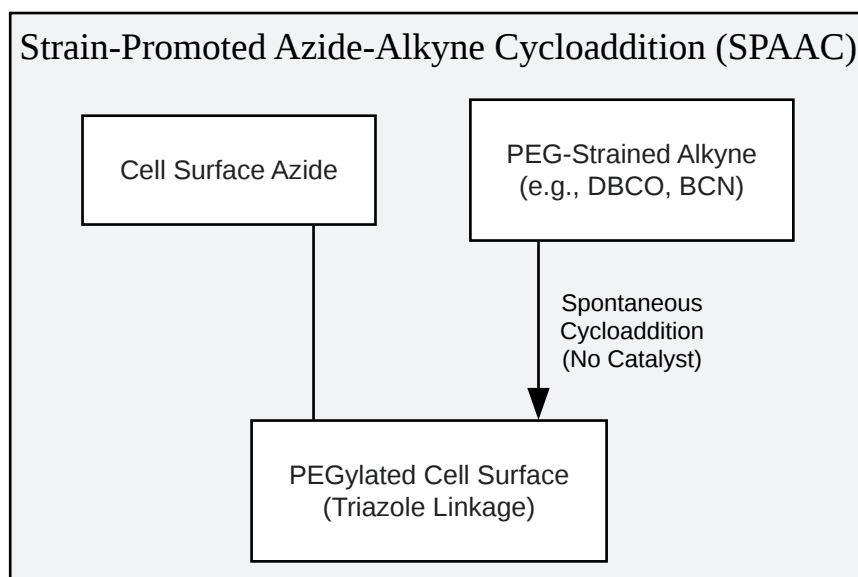 Strain-Promoted Azide-Alkyne Cycloaddition (SPAAC)
Cell Surface Azide
PEG-Strained Alkyne
(e.g., DBCO, BCN)
Spontaneous
Cycloaddition
(No Catalyst)
PEGylated Cell Surface
(Triazole Linkage)